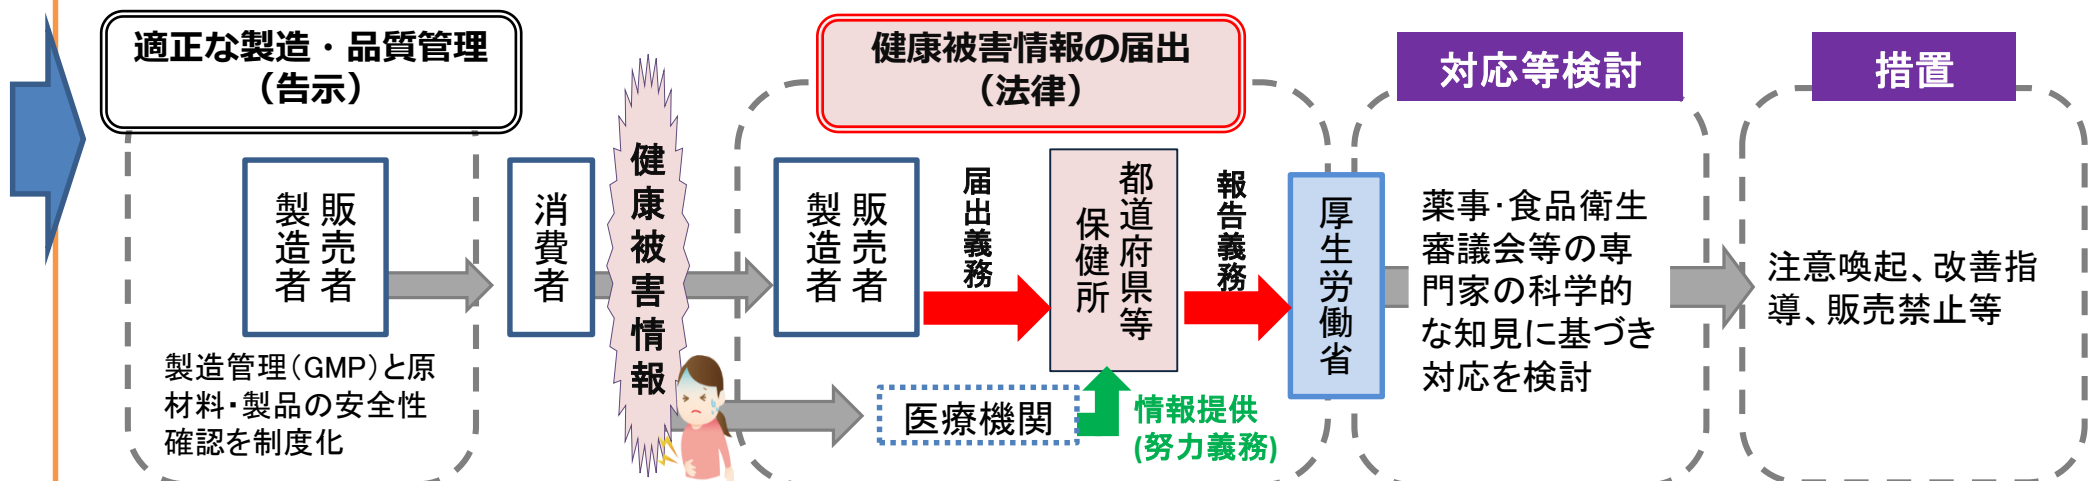 適正な製造・品質管理
（告示）
製造者
販売者
製造管理（GMP）と原
材料・製品の安全性
確認を制度化
消費者
健康被害情報
健康被害情報の届出
（法律）
製造者
販売者
届出義務
都道府県等
保健所
報告義務
厚生労働省
医療機関
情報提供
(努力義務)
対応等検討
薬事・食品衛生
審議会等の専
門家の科学的
な知見に基づき
対応を検討
措置
注意喚起、改善指
導、販売禁止等